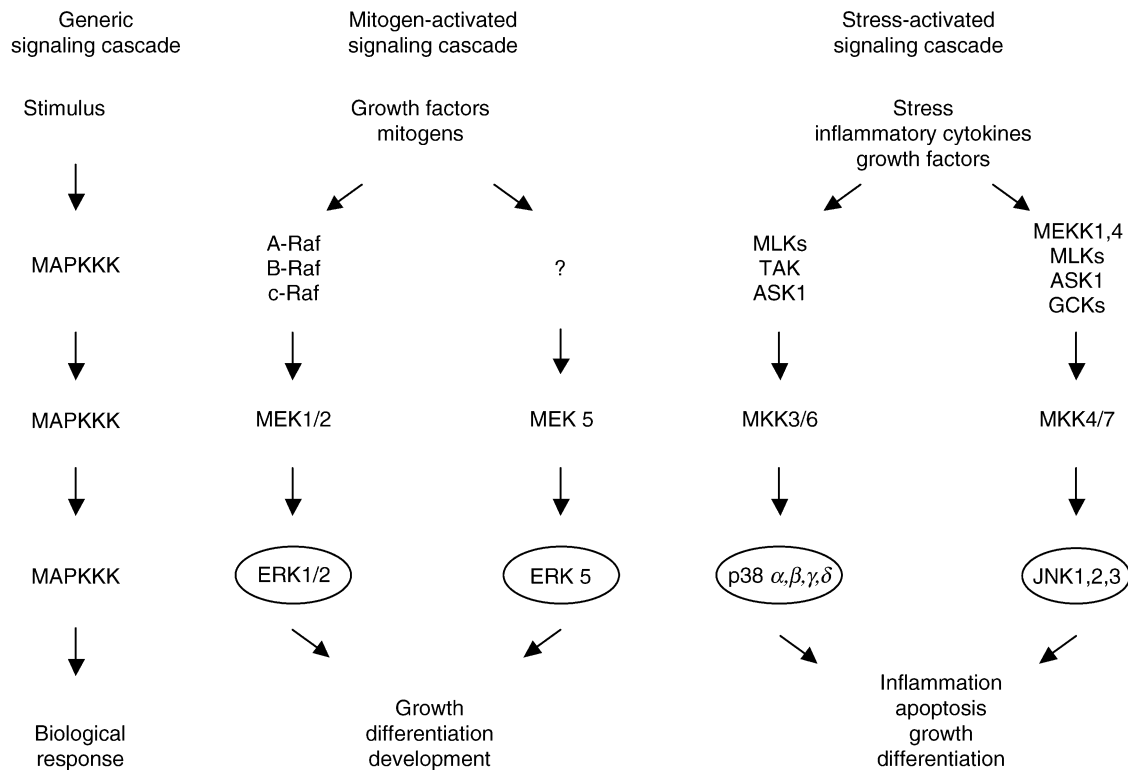 Generic
signaling cascade
Mitogen-activated
signaling cascade
Stress-activated
signaling cascade
Stimulus
Growth factors
mitogens
Stress
inflammatory cytokines
growth factors
MAPKKK
A-Raf
B-Raf
c-Raf
?
MLKs
TAK
ASK1
MEKK1,4
MLKs
ASK1
GCKs
MAPKKK
MEK1/2
MEK 5
MKK3/6
MKK4/7
MAPKKK
ERK1/2
ERK 5
p38 α,β,γ,δ
JNK1,2,3
Biological
response
Growth
differentiation
development
Inflammation
apoptosis
growth
differentiation